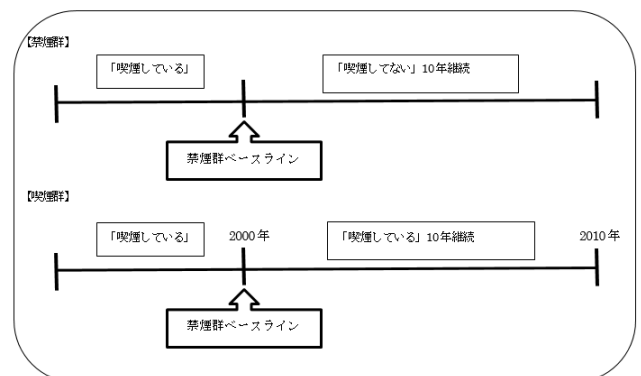 【禁煙群】
「喫煙している」
「喫煙してない」10年継続
禁煙群ベースライン
【喫煙群】
「喫煙している」
2000年
「喫煙している」10年継続
2010年
禁煙群ベースライン